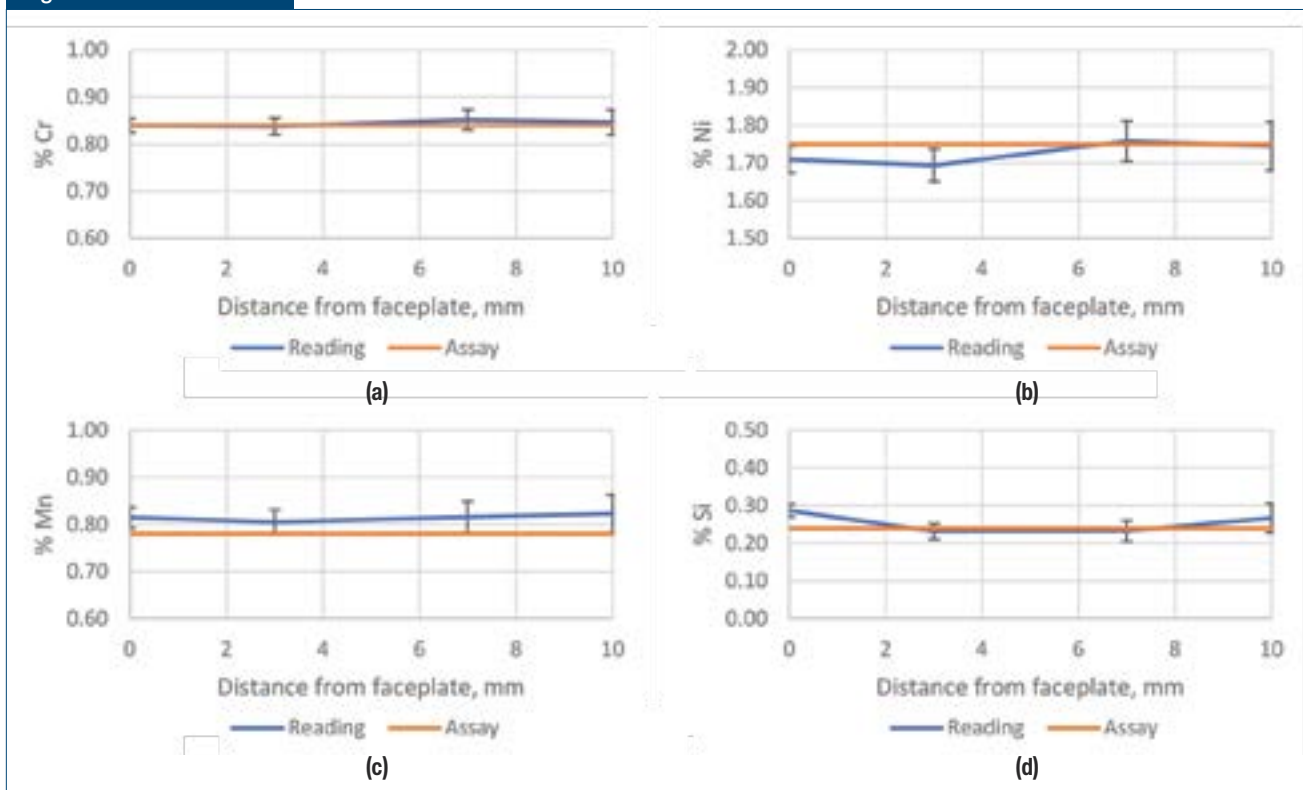 1.00
0.90
0.80
0.70
0.60
% Cr
0 2 4 6 8 10
Distance from faceplate, mm
Reading Assay
(a)
2.00
1.90
1.80
1.70
1.60
1.50
% Ni
0 2 4 6 8 10
Distance from faceplate, mm
Reading Assay
(b)
1.00
0.90
0.80
0.70
0.60
% Mn
0 2 4 6 8 10
Distance from faceplate, mm
Reading Assay
(c)
0.50
0.40
0.30
0.20
0.10
0.00
% Si
0 2 4 6 8 10
Distance from faceplate, mm
Reading Assay
(d)